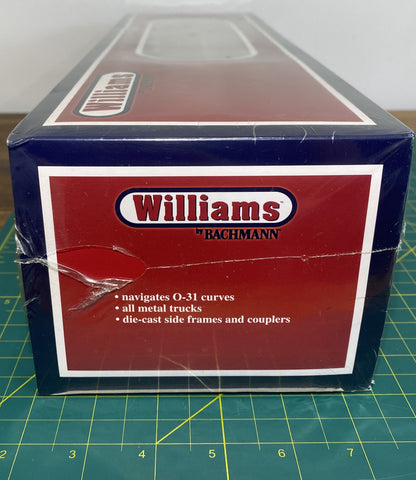 Williams
Williams
by BACHMANN
• navigates O-31 curves
• all metal trucks
• die-cast side frames and couplers
1 2 3 4 5 6 7